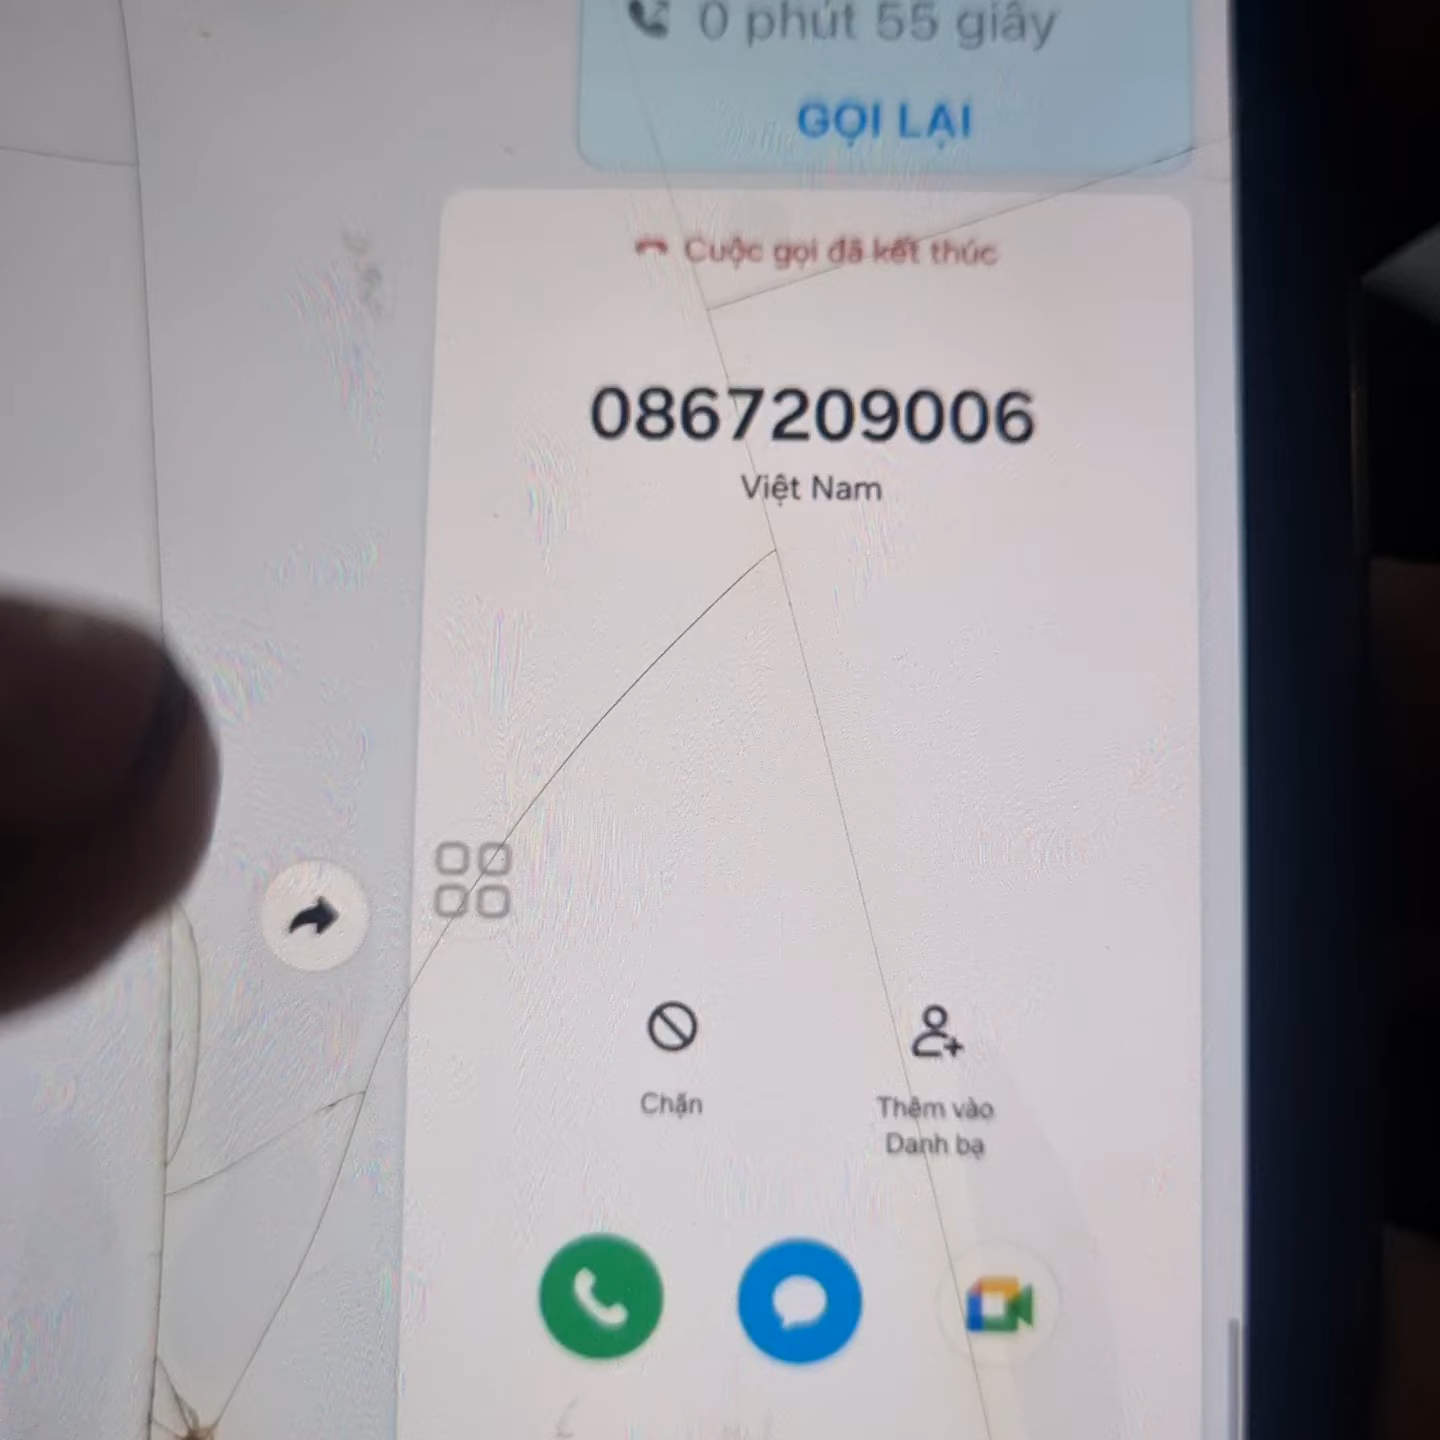 0 phút 55 giây
GỌI LẠI
Cuộc gọi đã kết thúc
0867209006
Việt Nam
Chặn
Thêm vào
Danh bạ